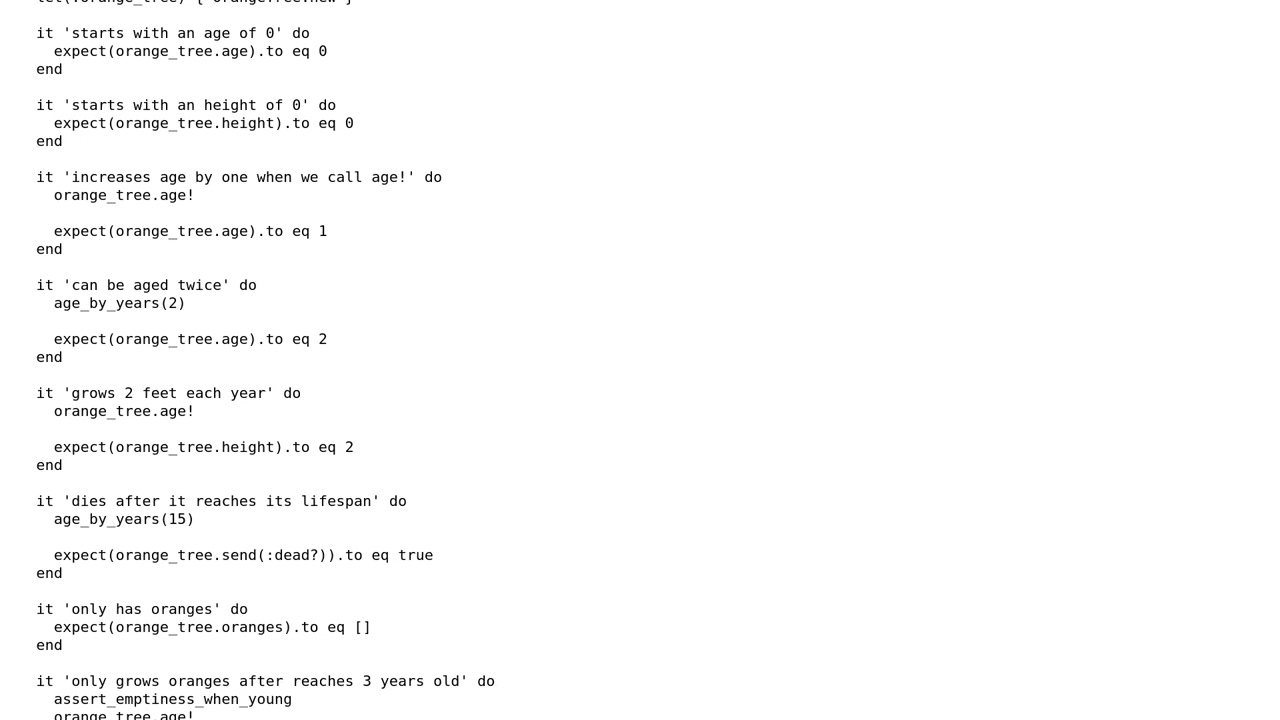 it 'starts with an age of 0' do
expect(orange_tree.age).to eq 0
end
it 'starts with an height of 0' do
expect(orange_tree.height).to eq 0
end
it 'increases age by one when we call age!' do
orange_tree.age!
expect(orange_tree.age).to eq 1
end
it 'can be aged twice' do
age_by_years(2)
expect(orange_tree.age).to eq 2
end
it 'grows 2 feet each year' do
orange_tree.age!
expect(orange_tree.height).to eq 2
end
it 'dies after it reaches its lifespan' do
age_by_years(15)
expect(orange_tree.send(:dead?)).to eq true
end
it 'only has oranges' do
expect(orange_tree.oranges).to eq []
end
it 'only grows oranges after reaches 3 years old' do
assert_emptiness_when_young
orange_tree.age!